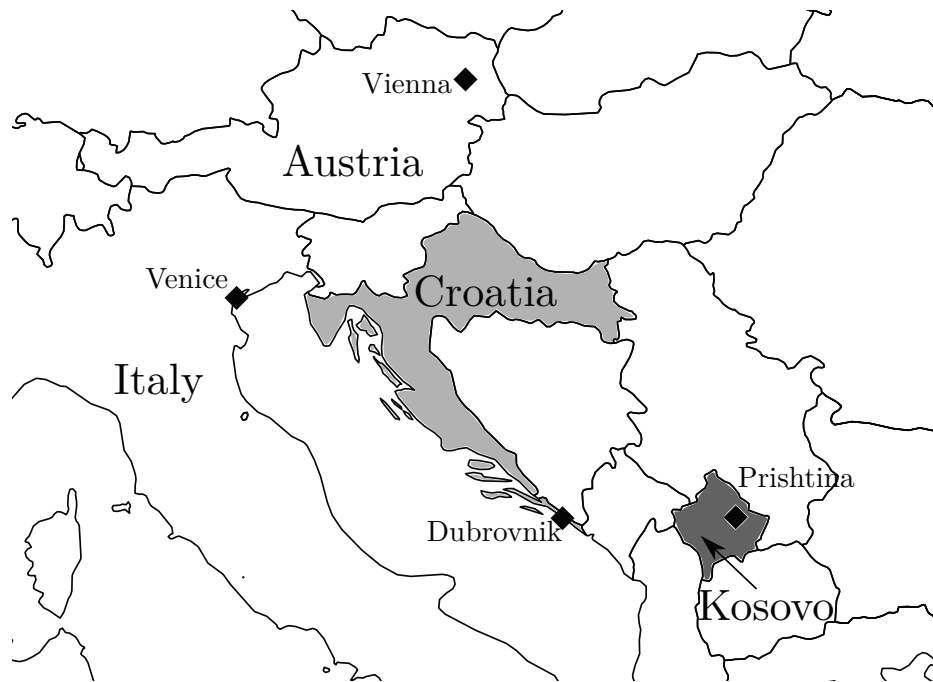 Vienna
Austria
Venice
Croatia
Italy
Prishtina
Dubrovnik
Kosovo